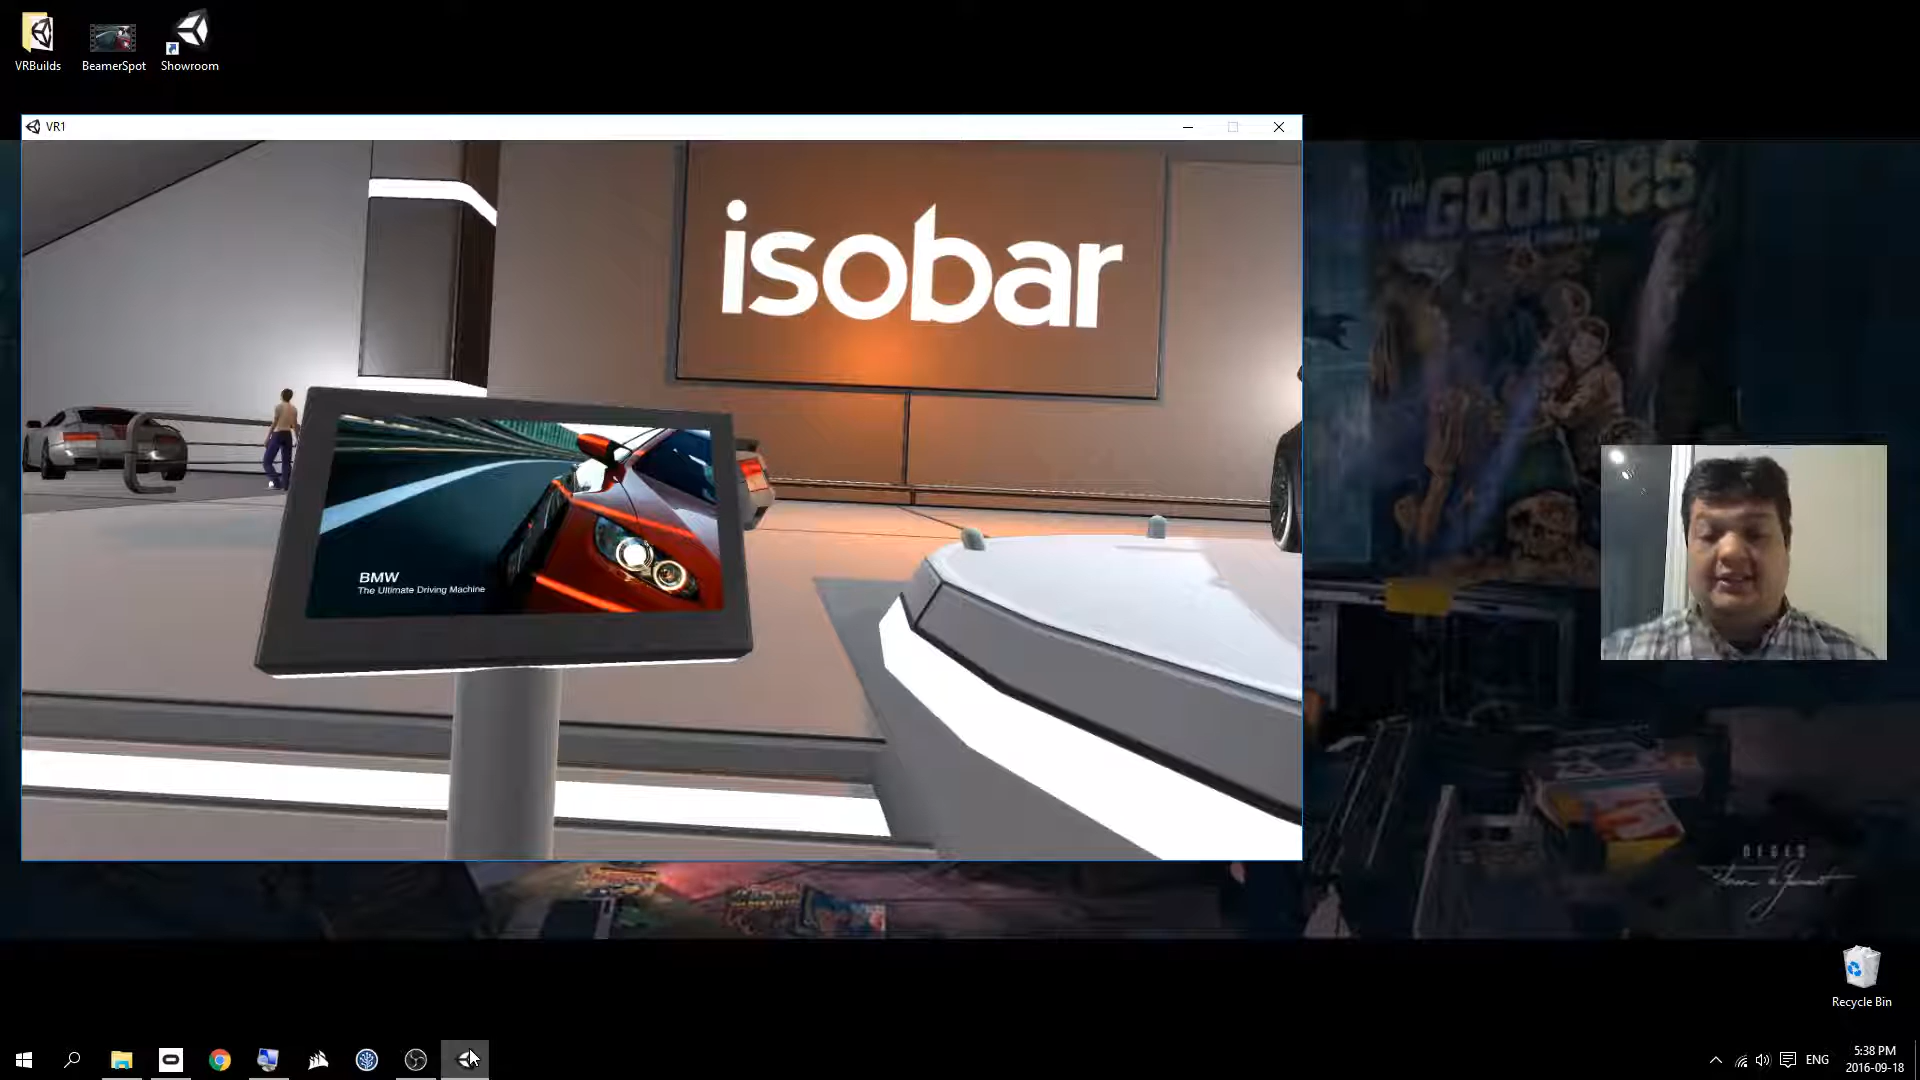 VRBuilds
BeamerSpot
Showroom
VR1
isobar
BMW
The Ultimate Driving Machine
THE
GOONIES
Recycle Bin
ENG
5:38 PM
2016-09-18